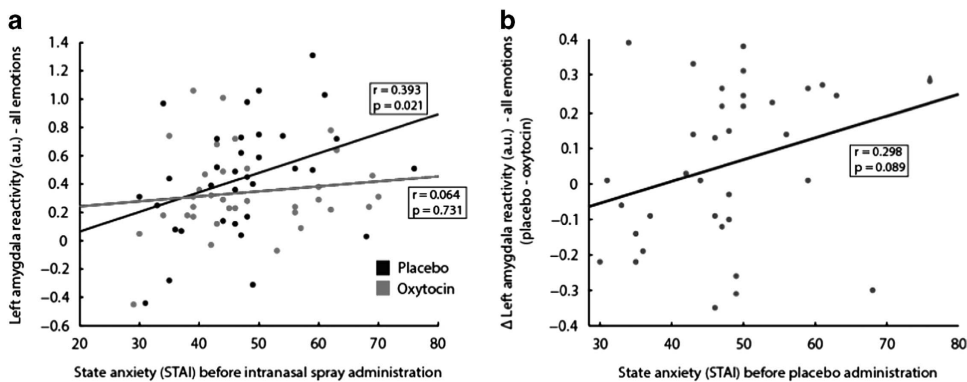 a
Left amygdala reactivity (a.u.) - all emotions
1.4
1.2
1.0
0.8
0.6
0.4
0.2
0
−0.2
−0.4
−0.6
20
30
40
50
60
70
80
r = 0.393
p = 0.021
r = 0.064
p = 0.731
Placebo
Oxytocin
State anxiety (STAI) before intranasal spray administration
b
Δ Left amygdala reactivity (a.u.) - all emotions
(placebo - oxytocin)
0.4
0.3
0.2
0.1
0
−0.1
−0.2
−0.3
−0.4
30
40
50
60
70
80
r = 0.298
p = 0.089
State anxiety (STAI) before placebo administration